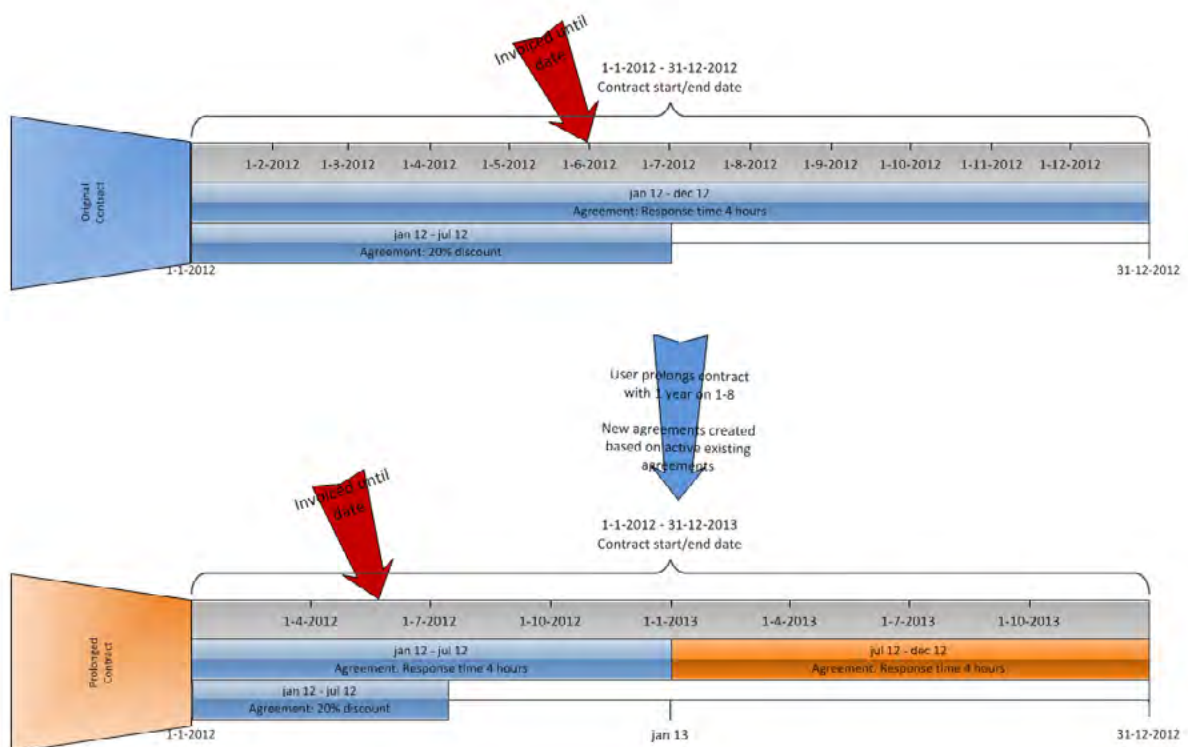 Invoiced until
date
1-1-2012 - 31-12-2012
Contract start/end date
Original
Contract
1-2-2012 1-3-2012 1-4-2012 1-5-2012 1-6-2012 1-7-2012 1-8-2012 1-9-2012 1-10-2012 1-11-2012 1-12-2012
jan 12 - dec 12
Agreement: Response time 4 hours
jan 12 - jul 12
Agreement: 20% discount
1-1-2012 31-12-2012
User prolongs contract
with 1 year on 1-8
New agreements created
based on active existing
agreements
Invoiced until
date
1-1-2012 - 31-12-2013
Contract start/end date
Prolonged
Contract
1-4-2012 1-7-2012 1-10-2012 1-1-2013 1-4-2013 1-7-2013 1-10-2013
jan 12 - jul 12 jul 12 - dec 12
Agreement: Response time 4 hours Agreement: Response time 4 hours
jan 12 - jul 12
Agreement: 20% discount
1-1-2012 jan 13 31-12-2012